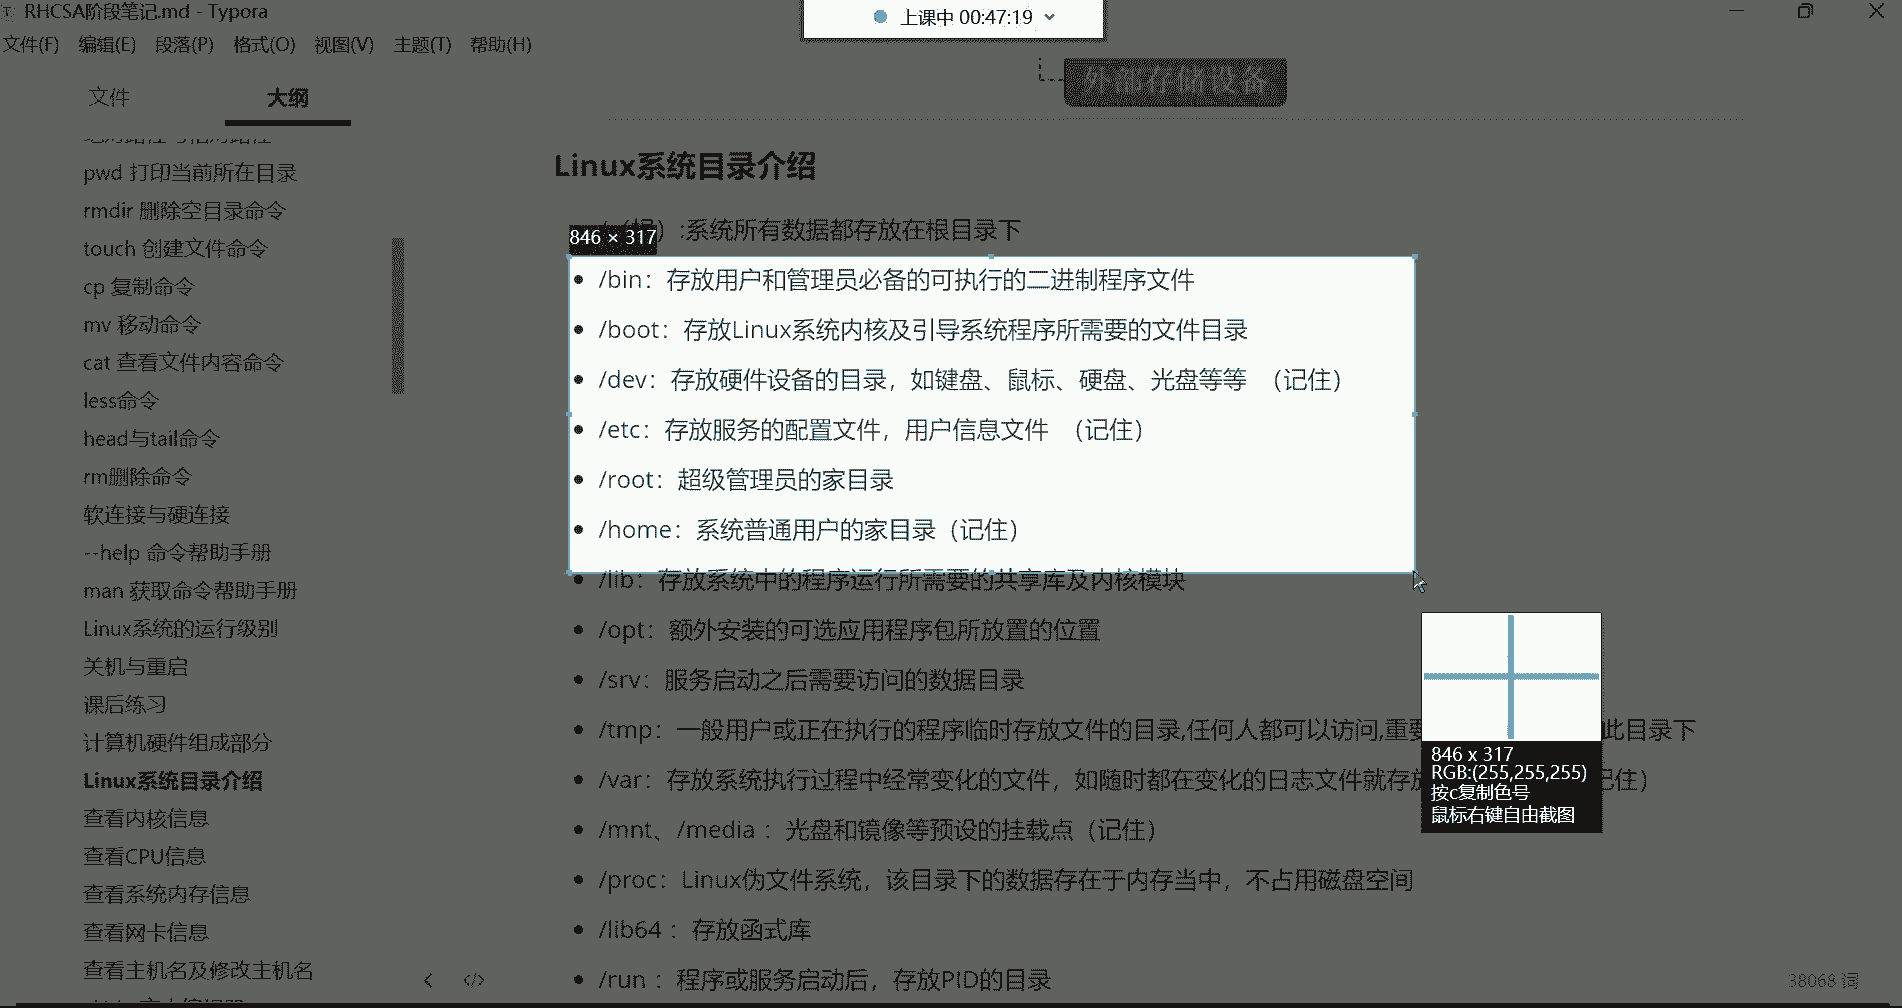 RHCSA阶段笔记.md - Typora
上课中 00:47:19
文件(F) 编辑(E) 段落(P) 格式(O) 视图(V) 主题(T) 帮助(H)
文件 大纲
pwd 打印当前所在目录
rmdir 删除空目录命令
touch 创建文件命令
cp 复制命令
mv 移动命令
cat 查看文件内容命令
less命令
head与tail命令
rm删除命令
软连接与硬连接
--help 命令帮助手册
man 获取命令帮助手册
Linux系统的运行级别
关机与重启
课后练习
计算机硬件组成部分
Linux系统目录介绍
查看内核信息
查看CPU信息
查看系统内存信息
查看网卡信息
查看主机名及修改主机名
外部存储设备
Linux系统目录介绍
）:系统所有数据都存放在根目录下
846 × 317
/bin：存放用户和管理员必备的可执行的二进制程序文件
/boot：存放Linux系统内核及引导系统程序所需要的文件目录
/dev：存放硬件设备的目录，如键盘、鼠标、硬盘、光盘等等 （记住）
/etc：存放服务的配置文件，用户信息文件 （记住）
/root：超级管理员的家目录
/home：系统普通用户的家目录（记住）
/lib：存放系统中的程序运行所需要的共享库及内核模块
/opt：额外安装的可选应用程序包所放置的位置
/srv：服务启动之后需要访问的数据目录
/tmp：一般用户或正在执行的程序临时存放文件的目录,任何人都可以访问,重要 此目录下
/var：存放系统执行过程中经常变化的文件，如随时都在变化的日志文件就存放 记住）
/mnt、/media ：光盘和镜像等预设的挂载点（记住）
/proc：Linux伪文件系统，该目录下的数据存在于内存当中，不占用磁盘空间
/lib64 ：存放函式库
/run ：程序或服务启动后，存放PID的目录
846 x 317
RGB:(255,255,255)
按c复制色号
鼠标右键自由截图
38068 词